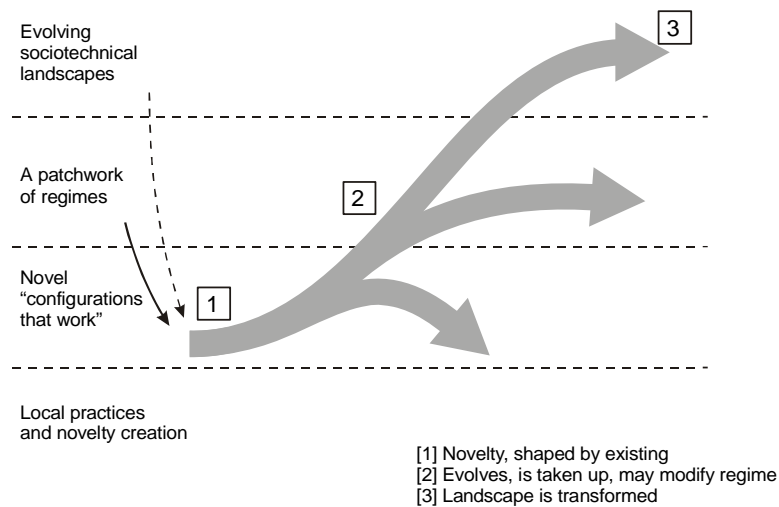 Evolving
sociotechnical
landscapes
3
A patchwork
of regimes
2
Novel
“configurations
that work”
1
Local practices
and novelty creation
[1] Novelty, shaped by existing
[2] Evolves, is taken up, may modify regime
[3] Landscape is transformed